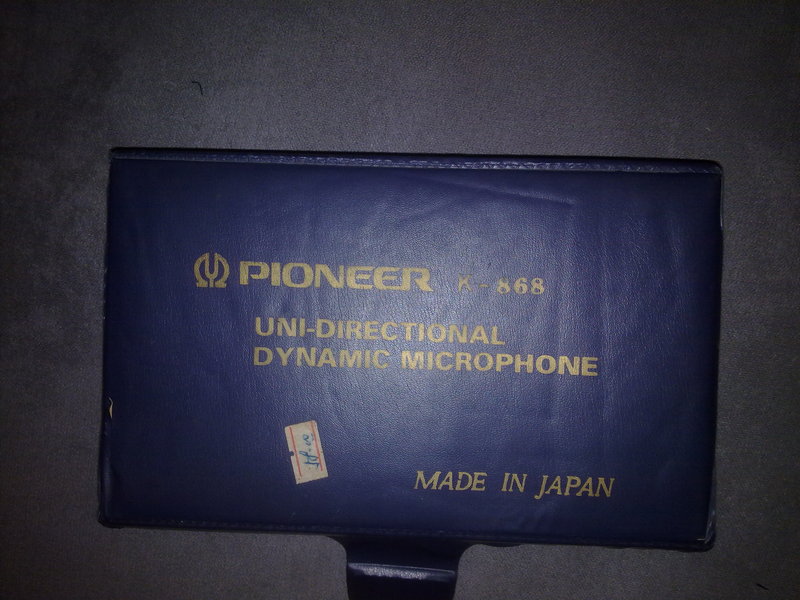 PIONEER K-868
UNI-DIRECTIONAL
DYNAMIC MICROPHONE
MADE IN JAPAN